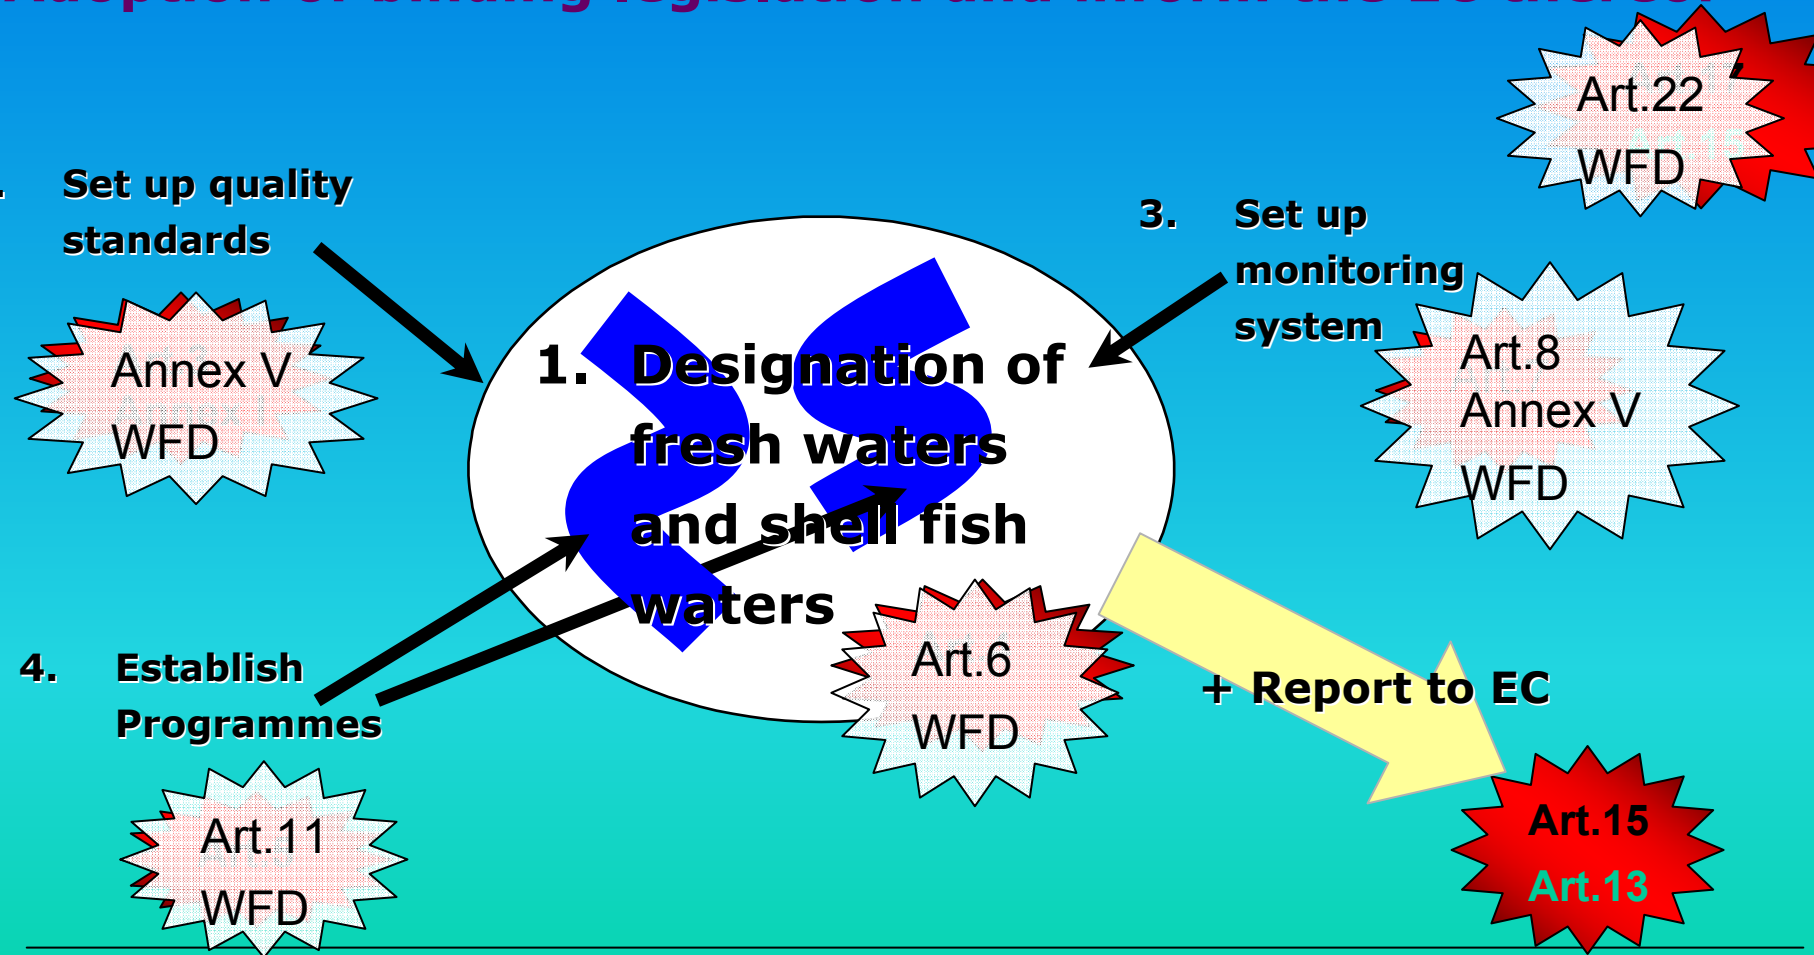 Art.22
WFD
Set up quality
standards
3. Set up
monitoring
system
Annex V
WFD
Art.8
Annex V
WFD
1. Designation of
fresh waters
and shell fish
waters
4. Establish
Programmes
Art.6
WFD
+ Report to EC
Art.11
WFD
Art.15
Art.13